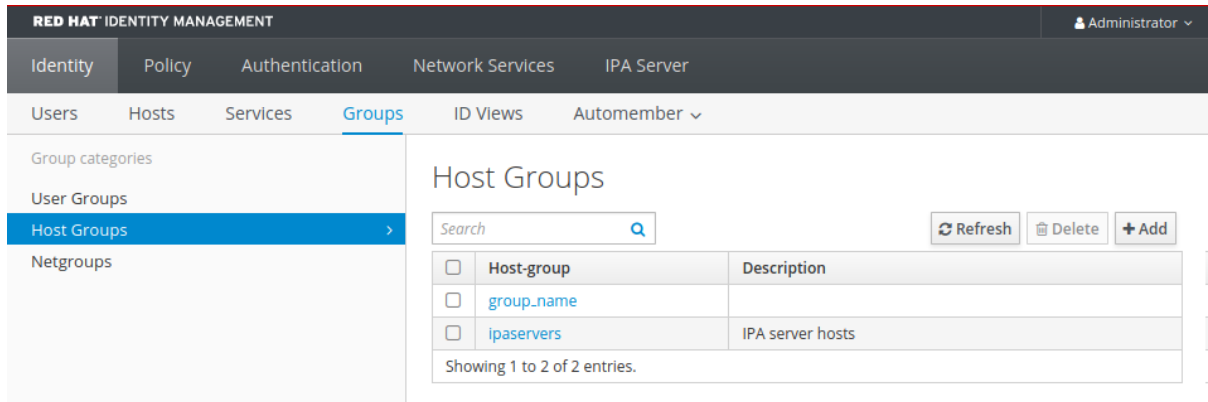 RED HAT IDENTITY MANAGEMENT Administrator
Identity Policy Authentication Network Services IPA Server
Users Hosts Services Groups ID Views Automember
Group categories
User Groups
Host Groups
Netgroups
Host Groups
Search Refresh Delete + Add
Host-group Description
group_name
ipaservers IPA server hosts
Showing 1 to 2 of 2 entries.